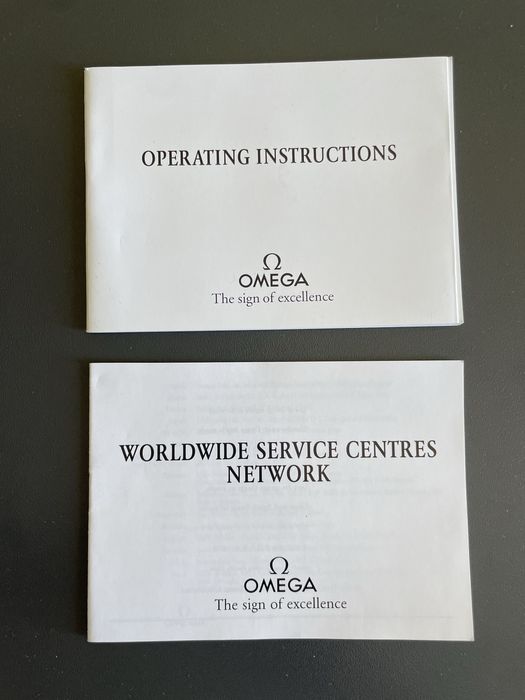 OPERATING INSTRUCTIONS
Ω
OMEGA
The sign of excellence
WORLDWIDE SERVICE CENTRES
NETWORK
Ω
OMEGA
The sign of excellence